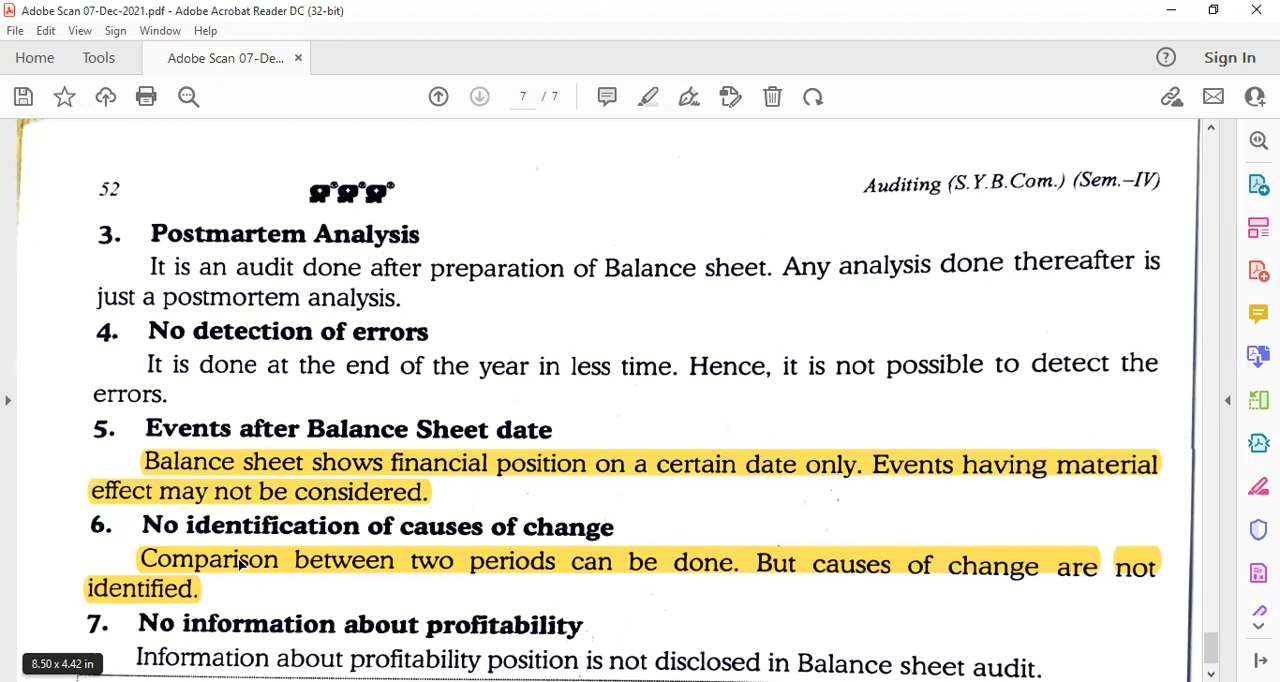 Adobe Scan 07-Dec-2021.pdf - Adobe Acrobat Reader DC (32-bit)
File Edit View Sign Window Help
Home Tools Adobe Scan 07-De... × Sign In
7 / 7
52 Auditing (S.Y.B.Com.) (Sem.–IV)
3. Postmartem Analysis
It is an audit done after preparation of Balance sheet. Any analysis done thereafter is
just a postmortem analysis.
4. No detection of errors
It is done at the end of the year in less time. Hence, it is not possible to detect the
errors.
5. Events after Balance Sheet date
Balance sheet shows financial position on a certain date only. Events having material
effect may not be considered.
6. No identification of causes of change
Comparison between two periods can be done. But causes of change are not
identified.
7. No information about profitability
Information about profitability position is not disclosed in Balance sheet audit.
8.50 x 4.42 in